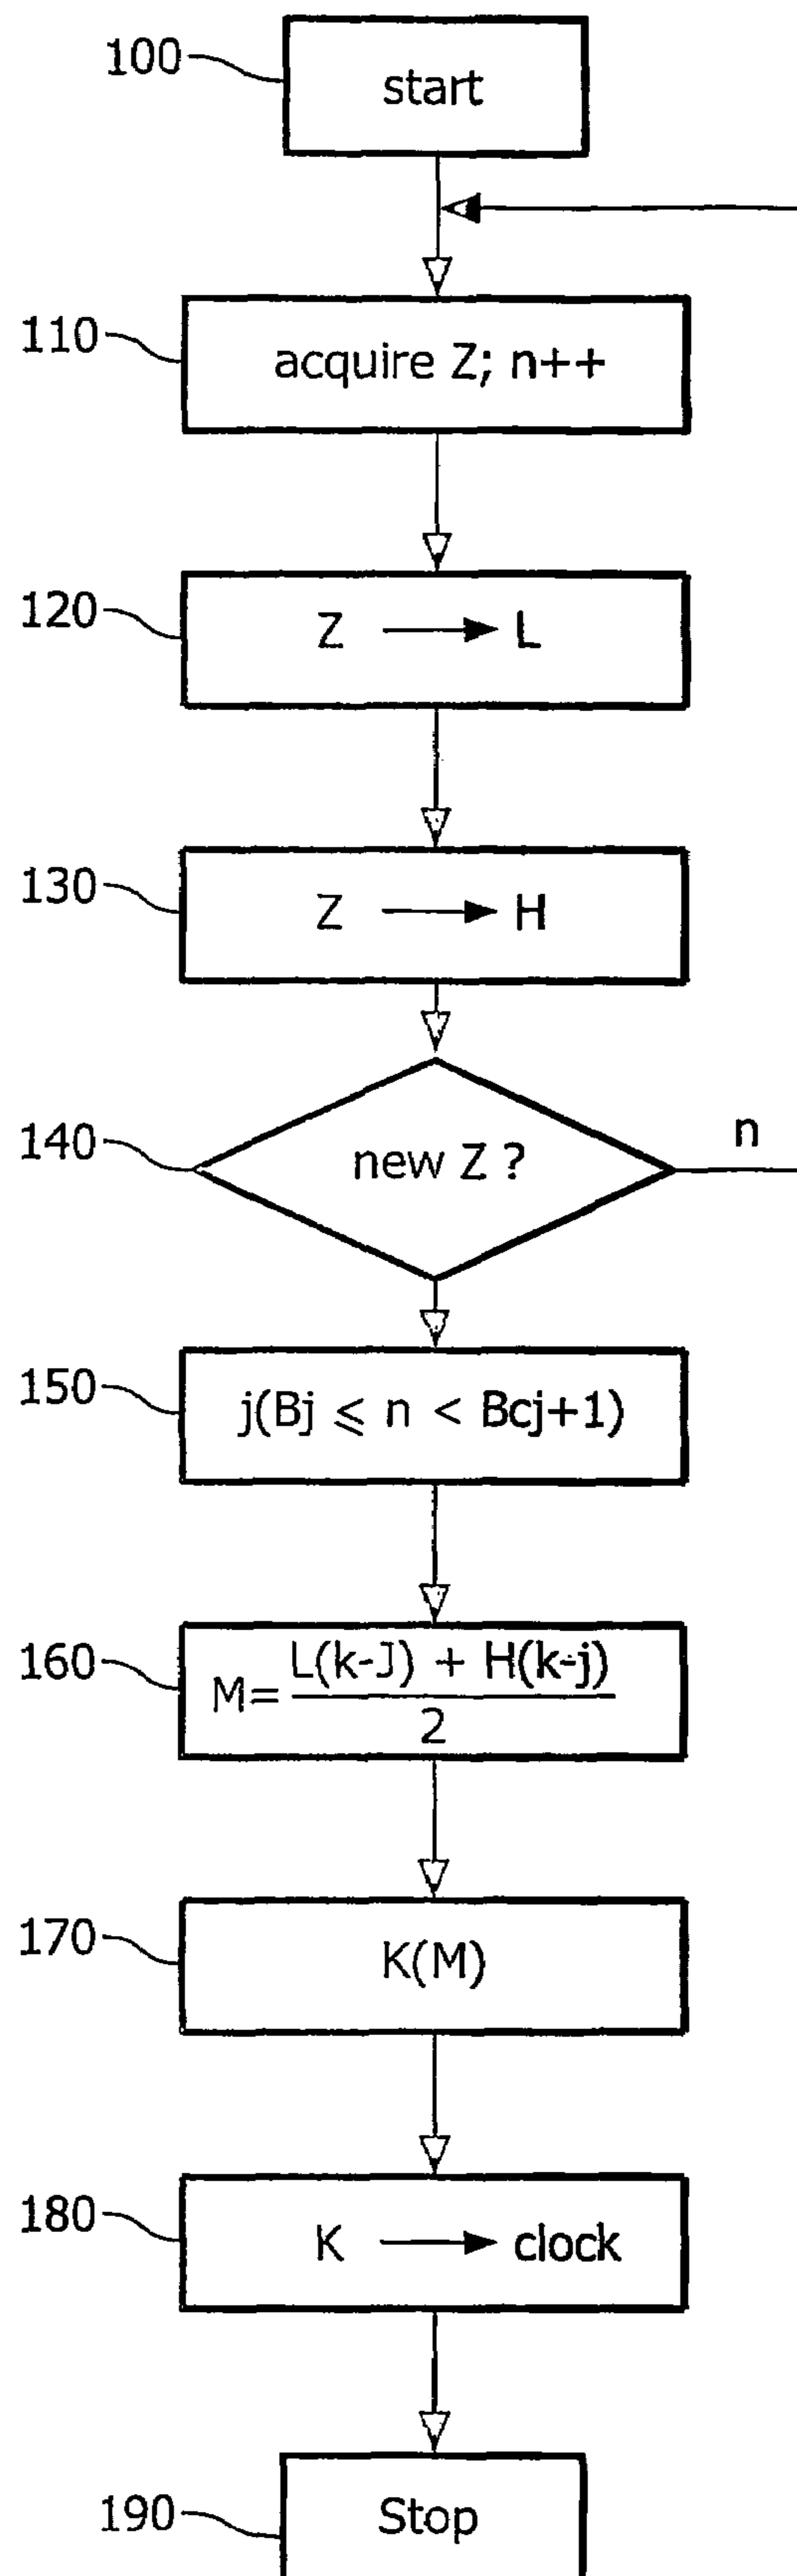 100
start
110
acquire Z; n++
120
Z → L
130
Z → H
140
new Z ?
n
150
j(Bj ⩽ n < Bcj+1)
160
M= L(k-J) + H(k-j)
2
170
K(M)
180
K → clock
190
Stop